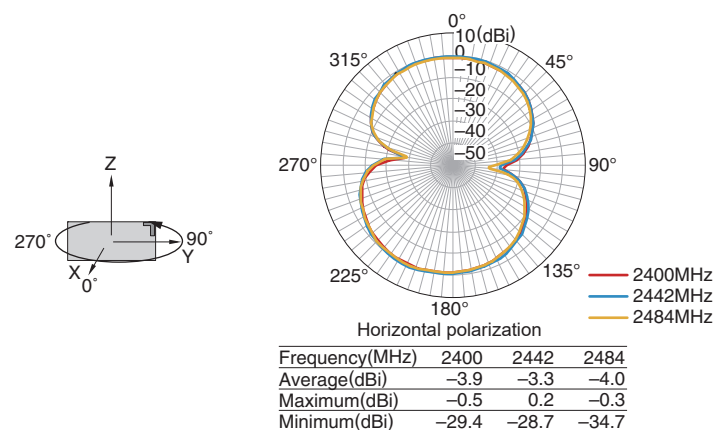 0°
10(dBi)
0
−10
−20
−30
−40
−50
315°
45°
270°
90°
225°
135°
180°
Z
270°
90°
Y
X
0°
2400MHz
2442MHz
2484MHz
Horizontal polarization
Frequency(MHz) 2400 2442 2484
Average(dBi) −3.9 −3.3 −4.0
Maximum(dBi) −0.5 0.2 −0.3
Minimum(dBi) −29.4 −28.7 −34.7